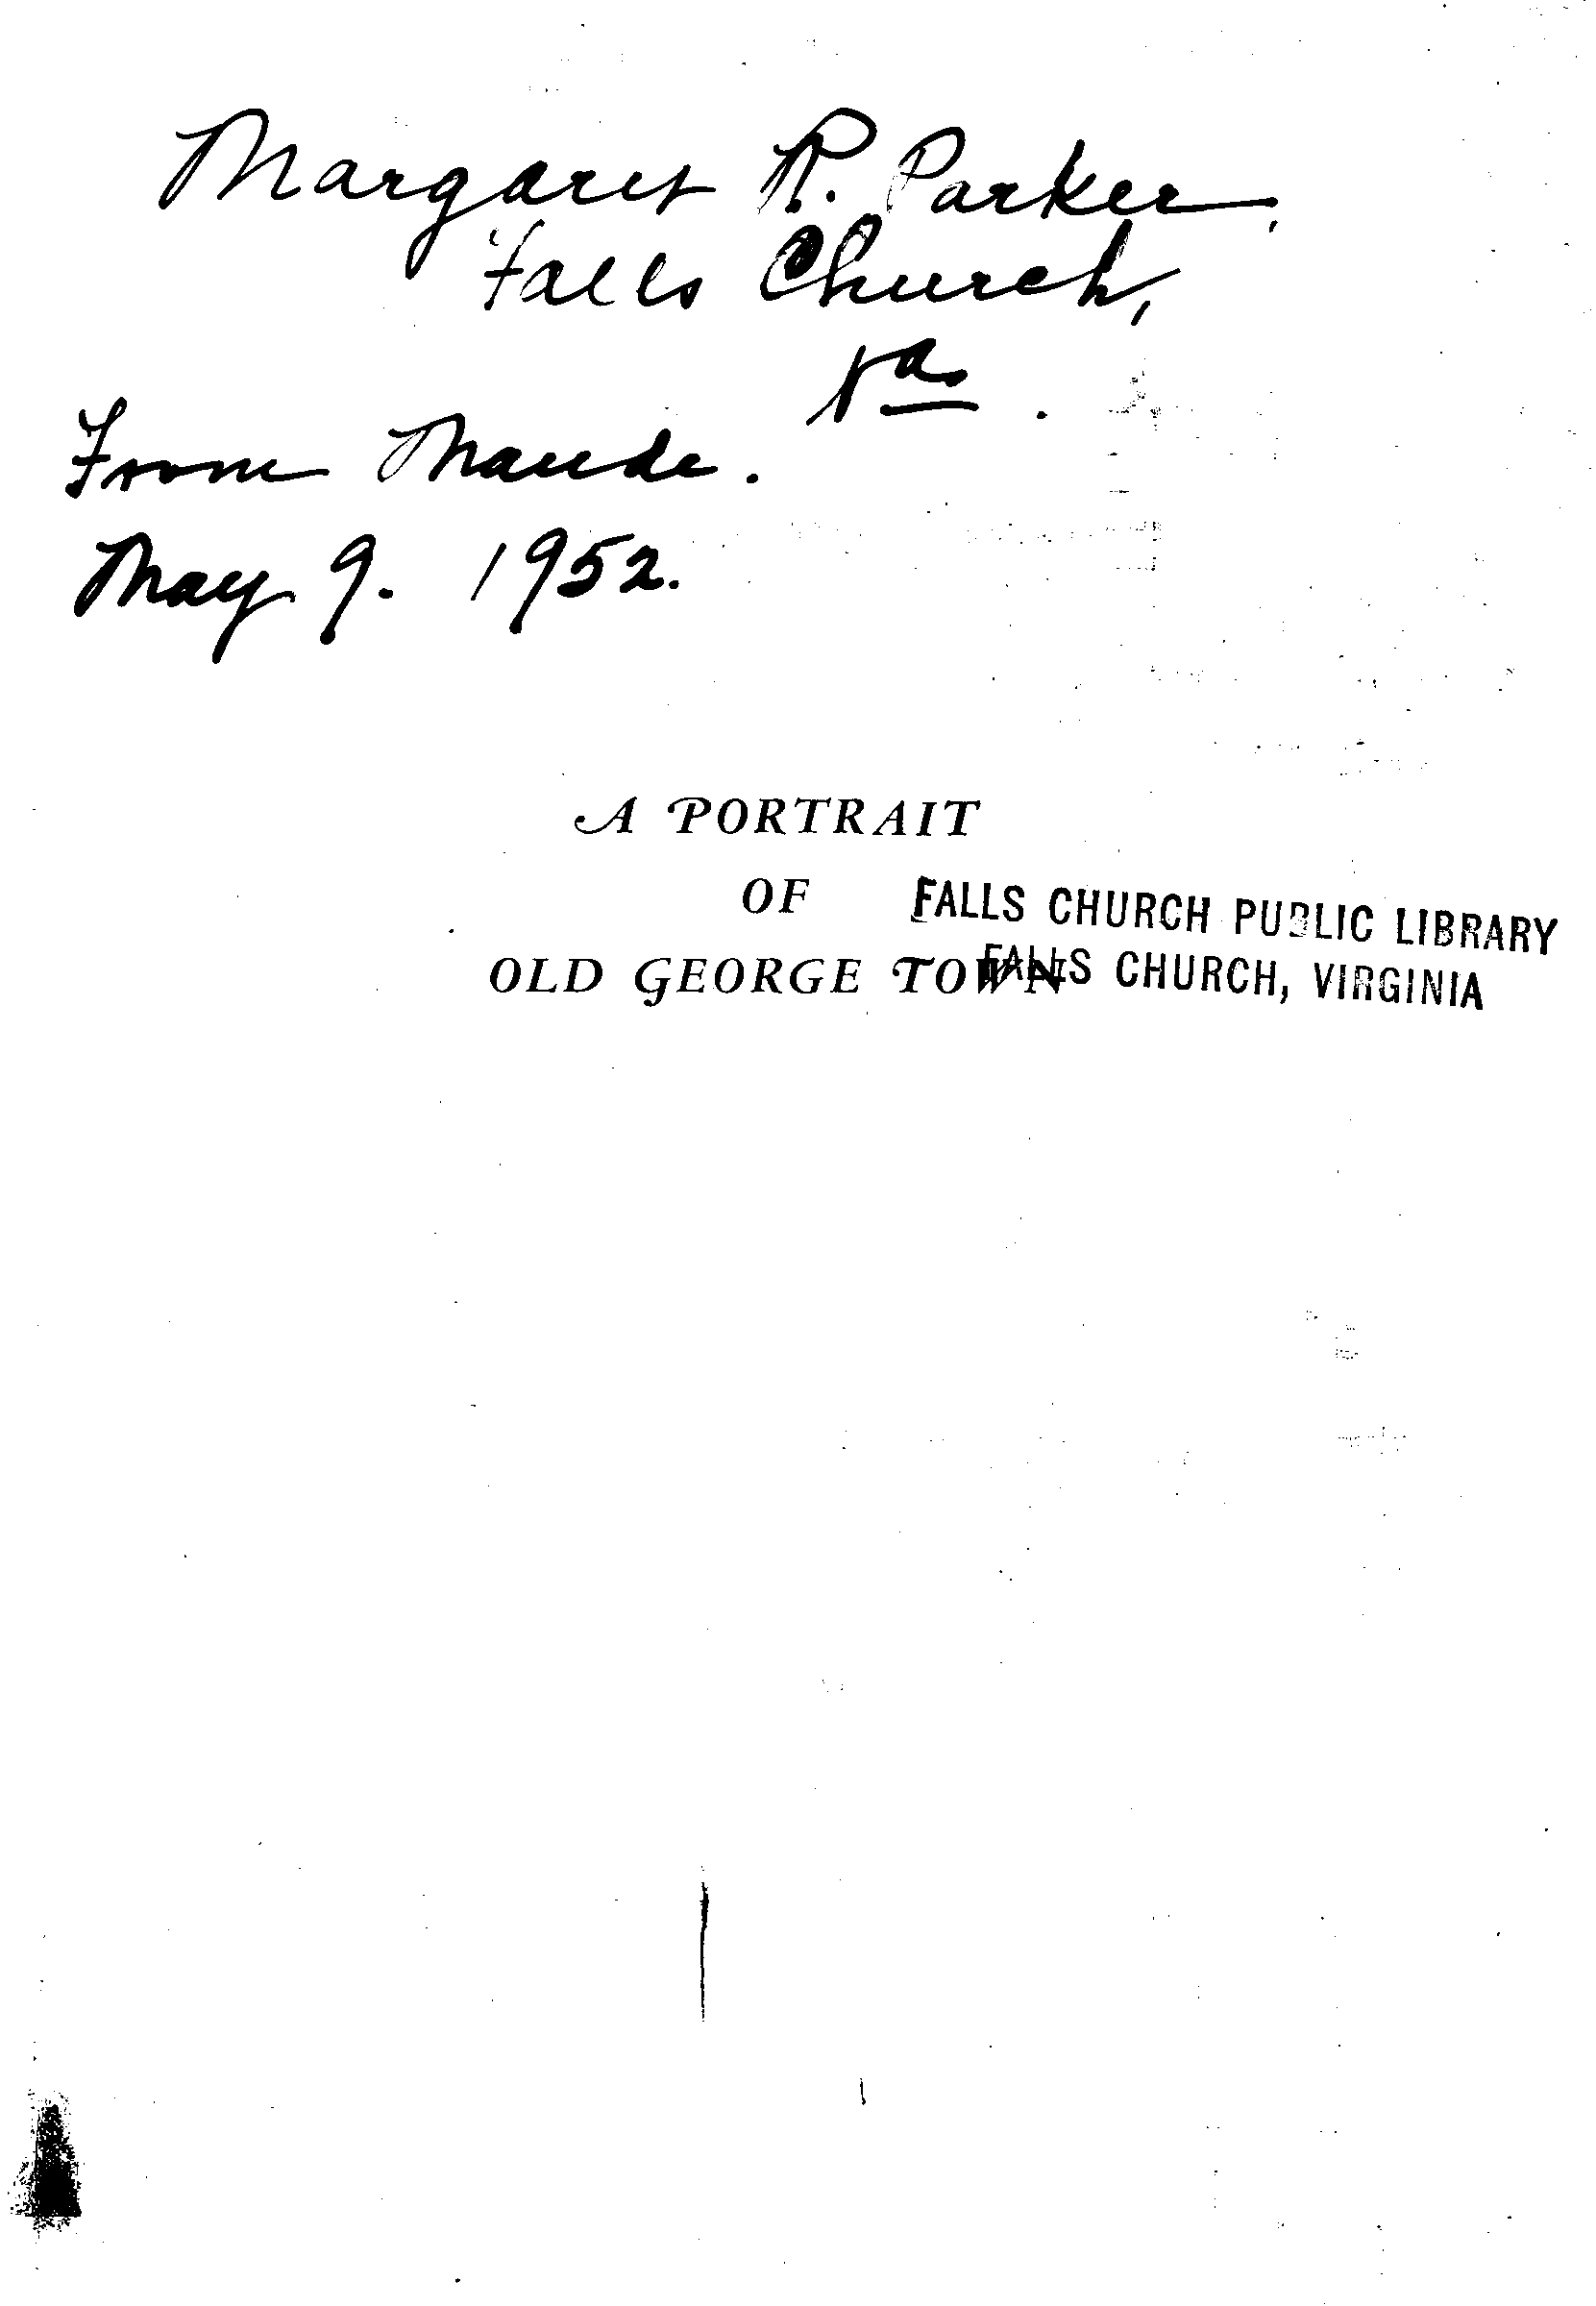 Margaret R. Parker,
Falls Church,
Va.
From Maude.
May 9. 1952.
A PORTRAIT
OF
OLD GEORGE TOWN
FALLS CHURCH PUBLIC LIBRARY
FALLS CHURCH, VIRGINIA